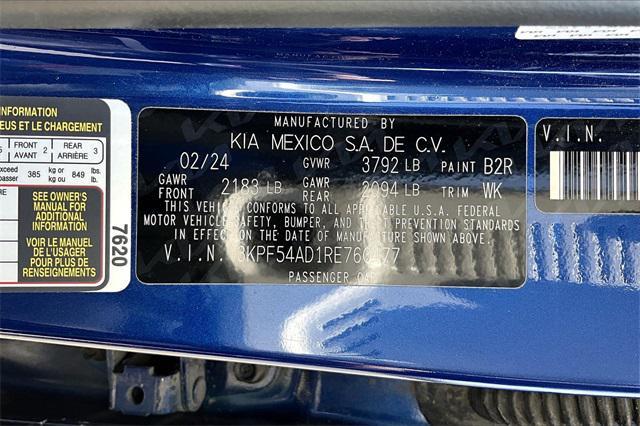 INFORMATION
EUS ET LE CHARGEMENT
FRONT 2 REAR 3
AVANT ARRIÈRE
385 kg or 849 lbs.
kg ou lb.
SEE OWNER'S
MANUAL FOR
ADDITIONAL
INFORMATION
VOIR LE MANUEL
DE L'USAGER
POUR PLUS DE
RENSEIGNEMENTS
7620
MANUFACTURED BY
KIA MEXICO S.A. DE C.V.
02/24 GVWR 3792 LB PAINT B2R
GAWR FRONT 2183 LB GAWR REAR 2094 LB TRIM WK
THIS VEHICLE CONFORMS TO ALL APPLICABLE U.S.A. FEDERAL
MOTOR VEHICLE SAFETY, BUMPER, AND THEFT PREVENTION STANDARDS
IN EFFECT ON THE DATE OF MANUFACTURE SHOWN ABOVE.
V.I.N.
PASSENGER CAR
V.I.N.